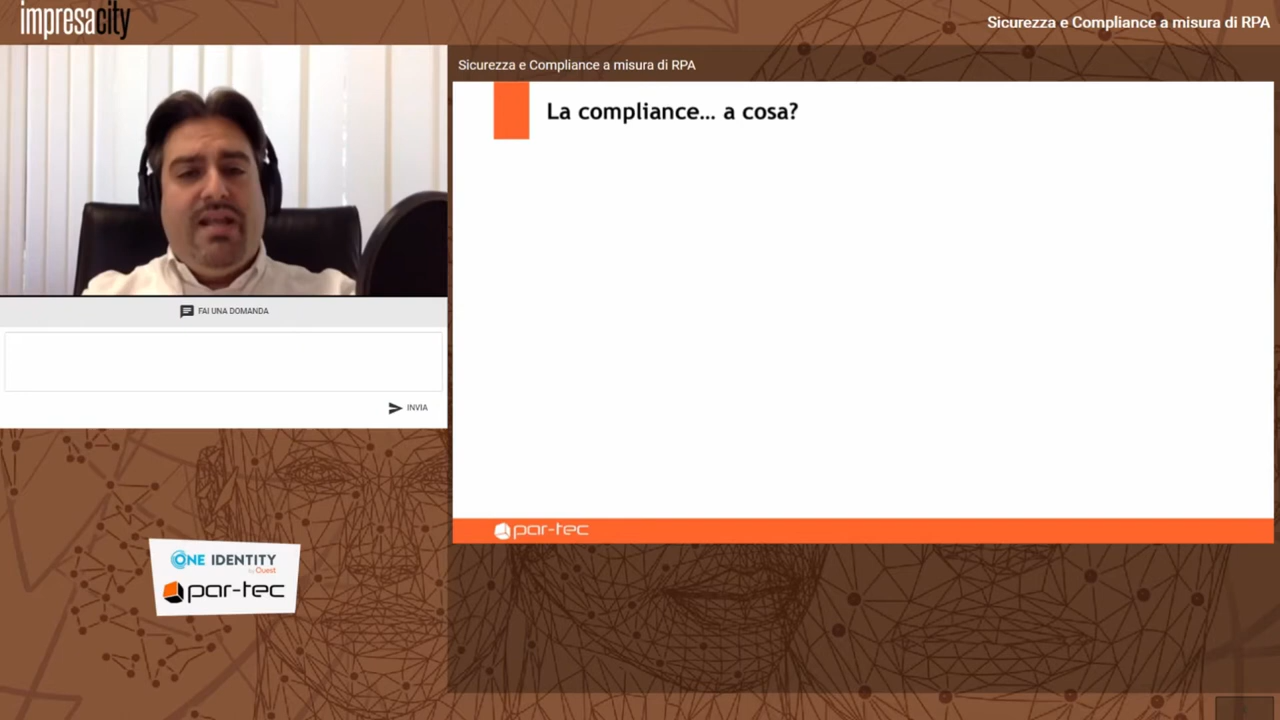 impresacity
Sicurezza e Compliance a misura di RPA
Sicurezza e Compliance a misura di RPA
La compliance... a cosa?
FAI UNA DOMANDA
INVIA
par-tec
ONE IDENTITY
by Quest
par-tec